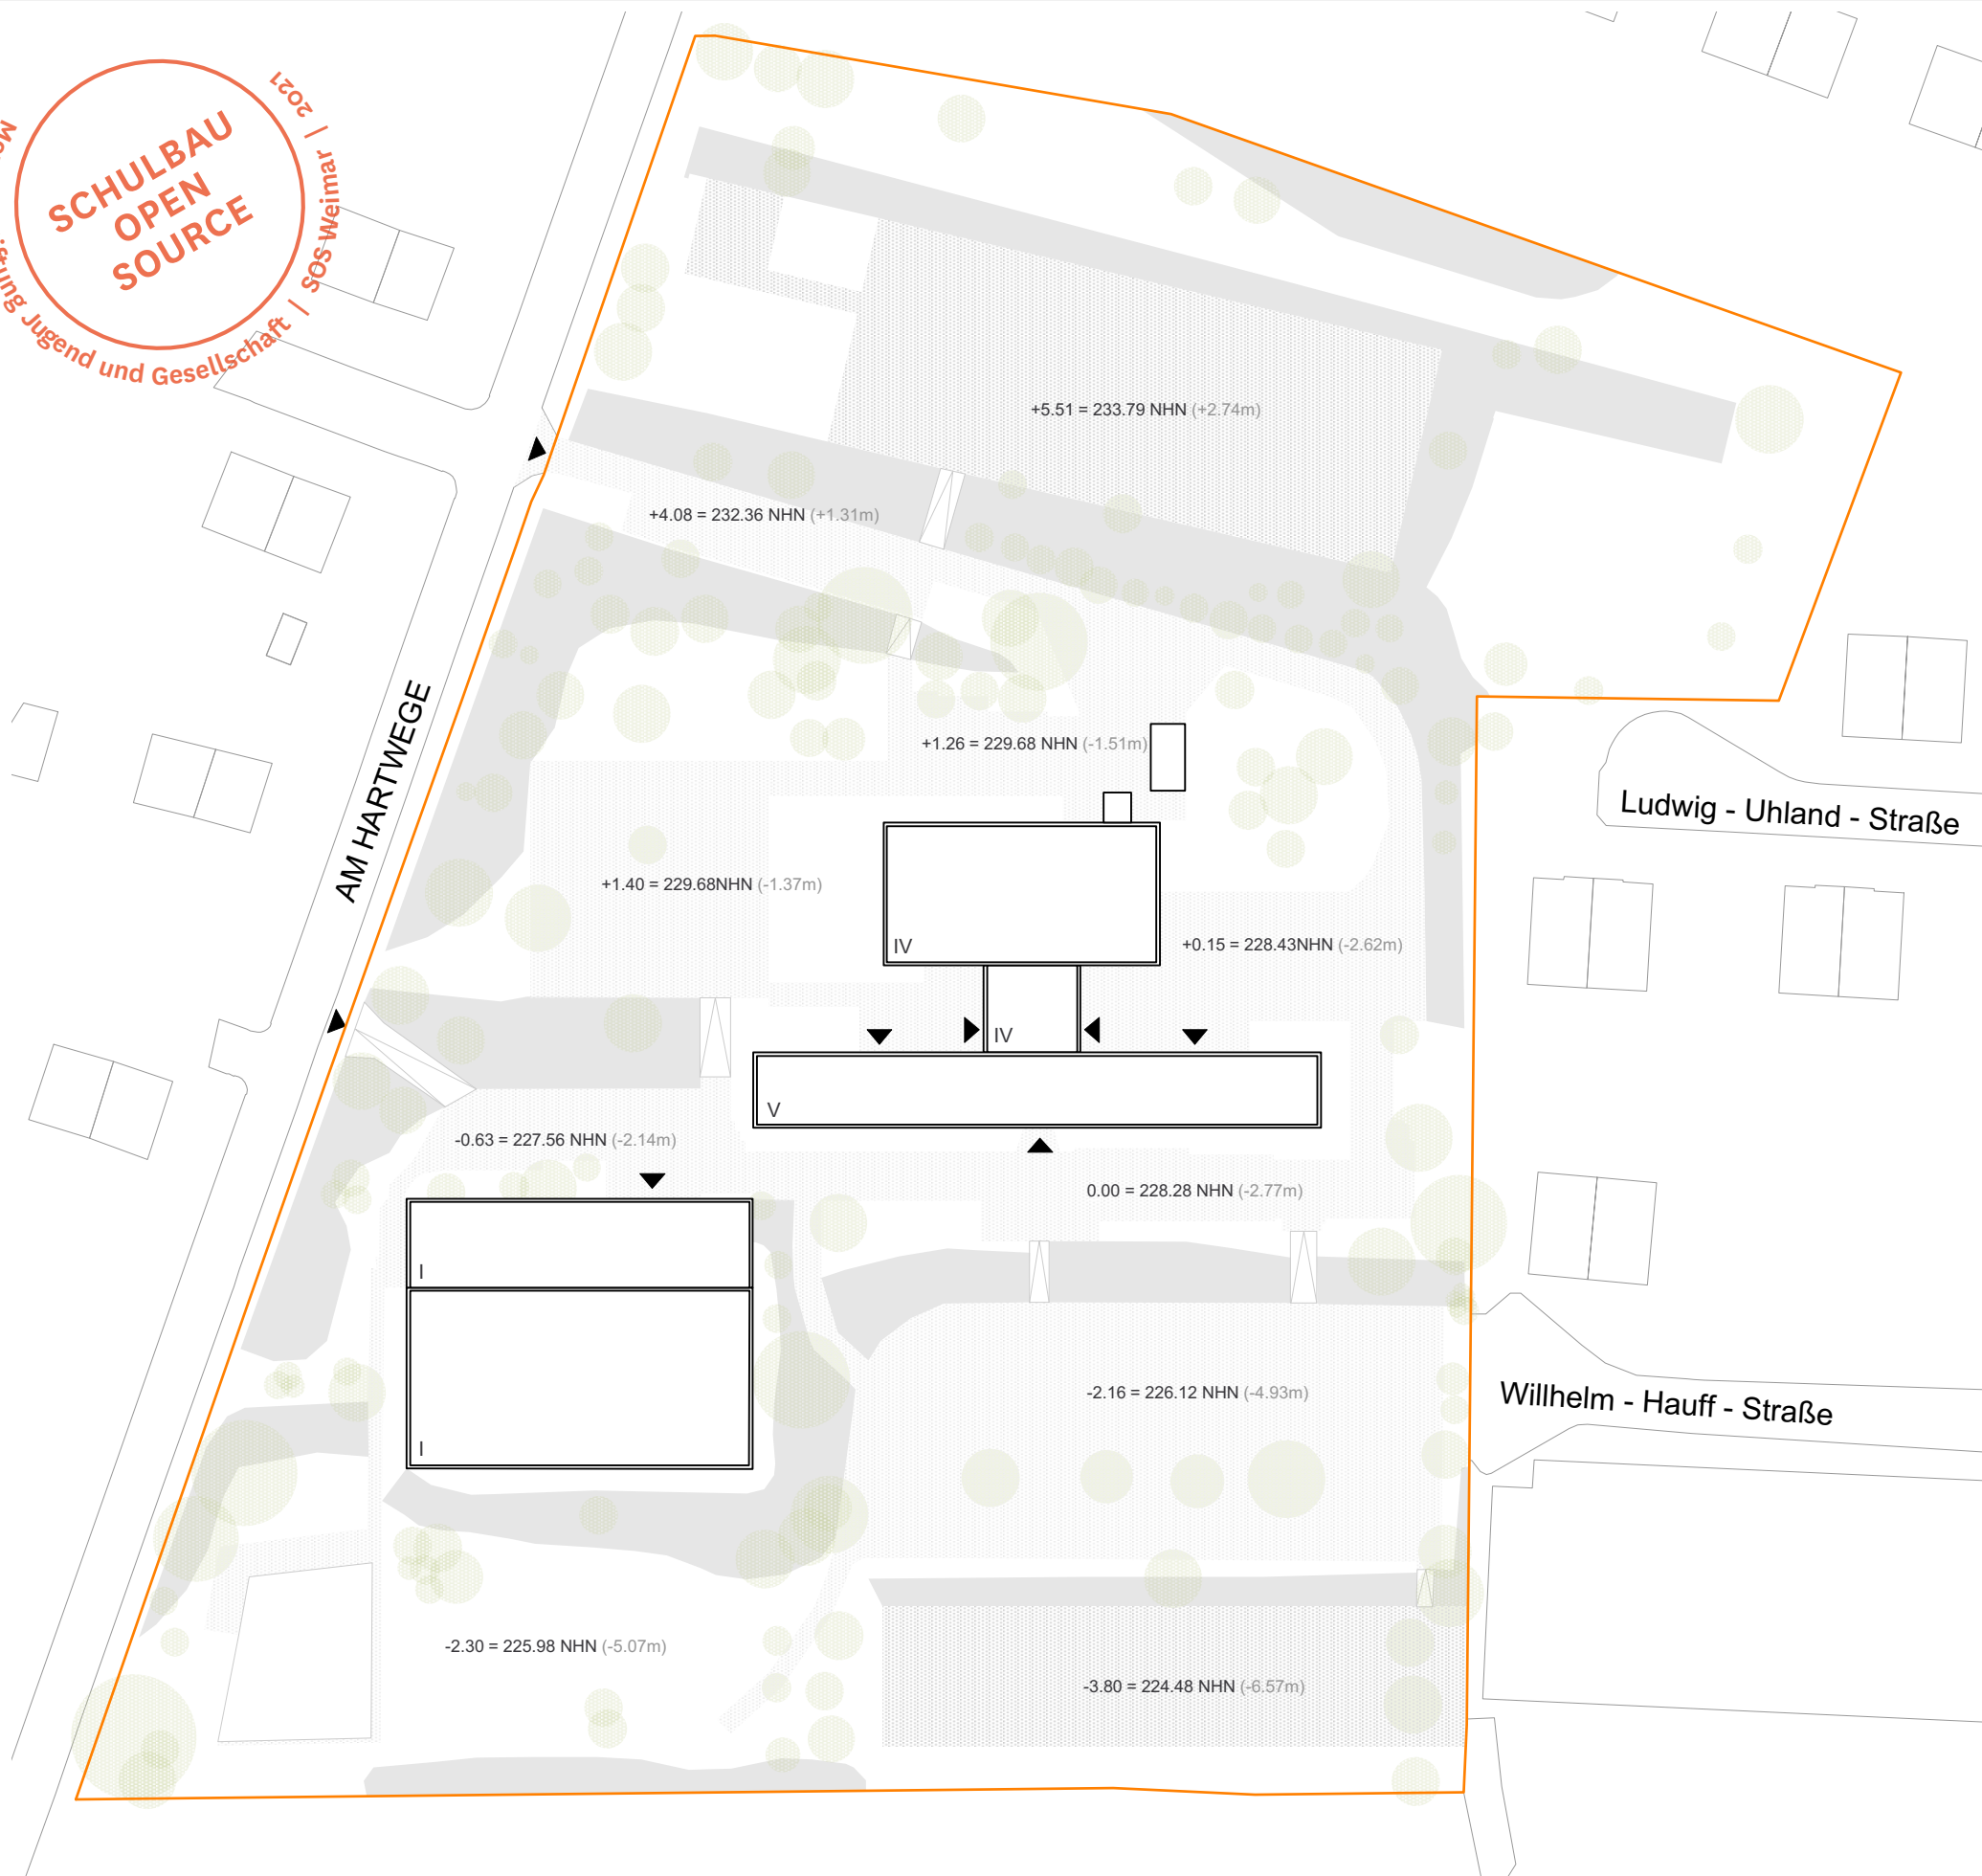 SCHULBAU
OPEN
SOURCE
Jugend und Gesellschaft | SOS Weimar | 2021
+5.51 = 233.79 NHN (+2.74m)
+4.08 = 232.36 NHN (+1.31m)
AM HARTWEGE
+1.26 = 229.68 NHN (-1.51m)
Ludwig - Uhland - Straße
+1.40 = 229.68NHN (-1.37m)
IV
+0.15 = 228.43NHN (-2.62m)
IV
V
-0.63 = 227.56 NHN (-2.14m)
0.00 = 228.28 NHN (-2.77m)
I
-2.16 = 226.12 NHN (-4.93m)
Willhelm - Hauff - Straße
I
-2.30 = 225.98 NHN (-5.07m)
-3.80 = 224.48 NHN (-6.57m)